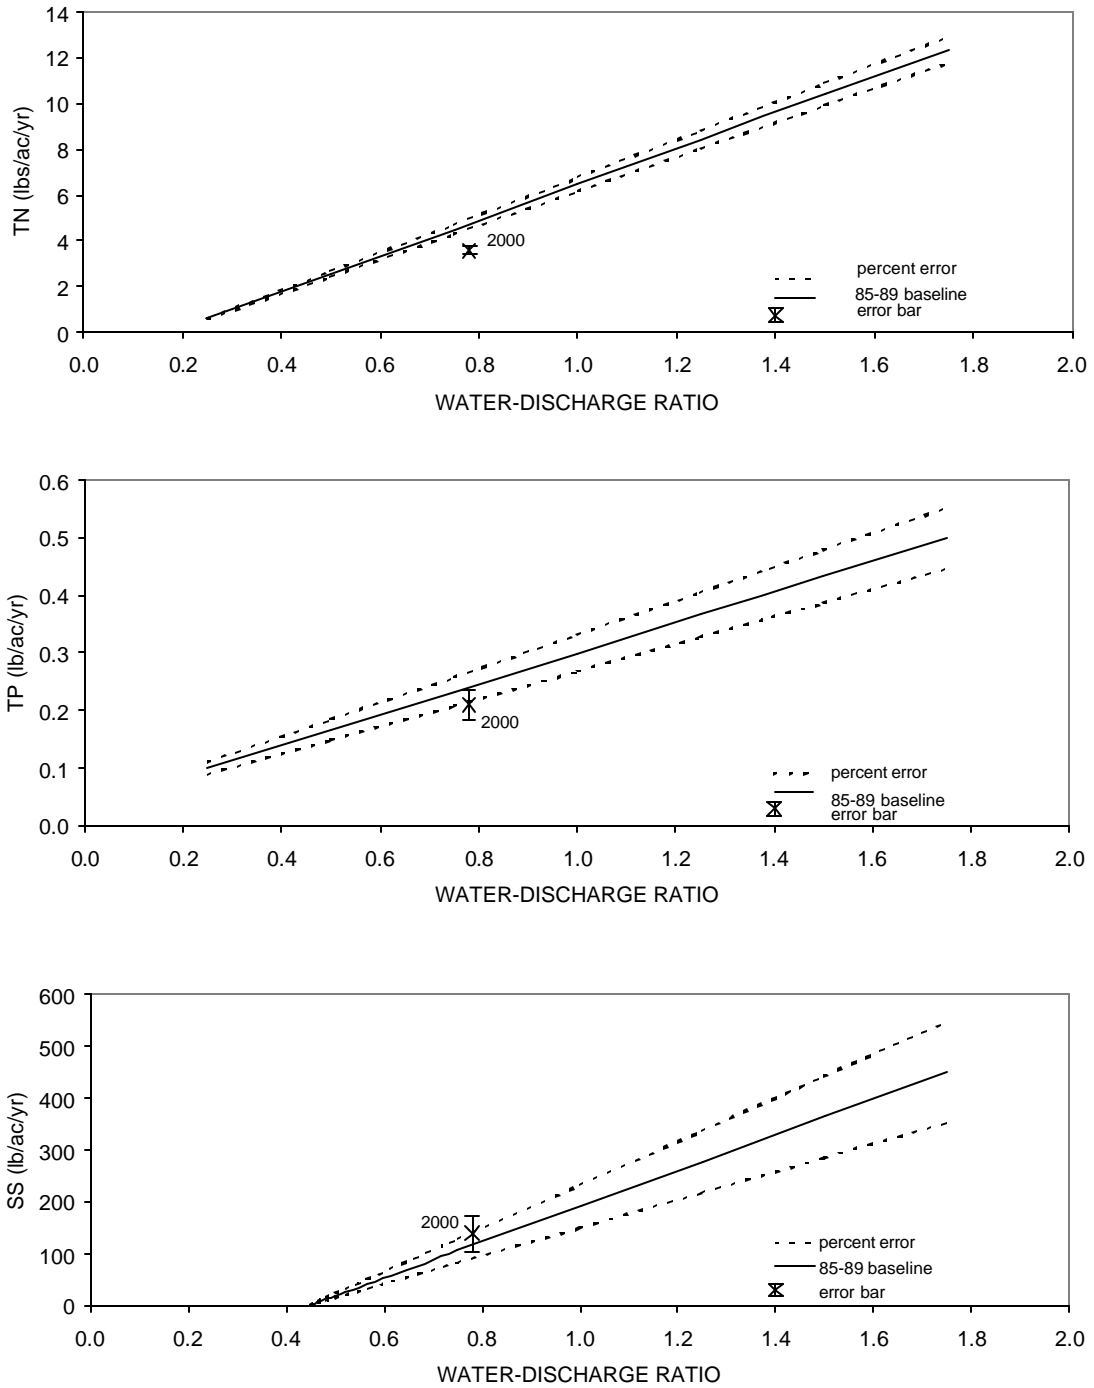 14
12
10
8
6
4
2
0
TN (lbs/ac/yr)
2000
percent error
85-89 baseline
error bar
0.0 0.2 0.4 0.6 0.8 1.0 1.2 1.4 1.6 1.8 2.0
WATER-DISCHARGE RATIO
0.6
0.5
0.4
0.3
0.2
0.1
0.0
TP (lb/ac/yr)
2000
percent error
85-89 baseline
error bar
0.0 0.2 0.4 0.6 0.8 1.0 1.2 1.4 1.6 1.8 2.0
WATER-DISCHARGE RATIO
600
500
400
300
200
100
0
SS (lb/ac/yr)
2000
percent error
85-89 baseline
error bar
0.0 0.2 0.4 0.6 0.8 1.0 1.2 1.4 1.6 1.8 2.0
WATER-DISCHARGE RATIO